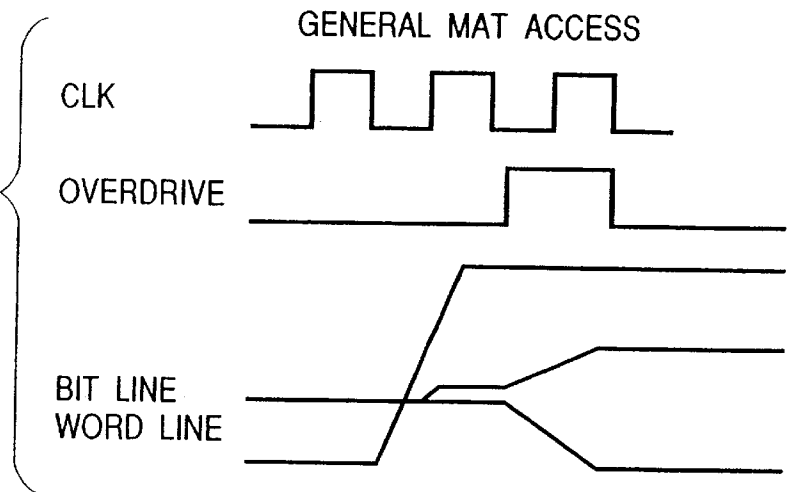 GENERAL MAT ACCESS
CLK
OVERDRIVE
BIT LINE
WORD LINE